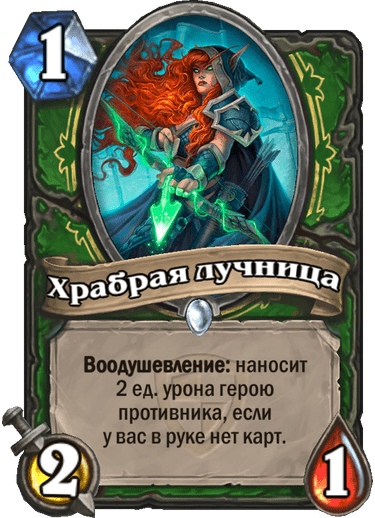 1
Храбрая лучница
Воодушевление: наносит
2 ед. урона герою
противника, если
у вас в руке нет карт.
2
1